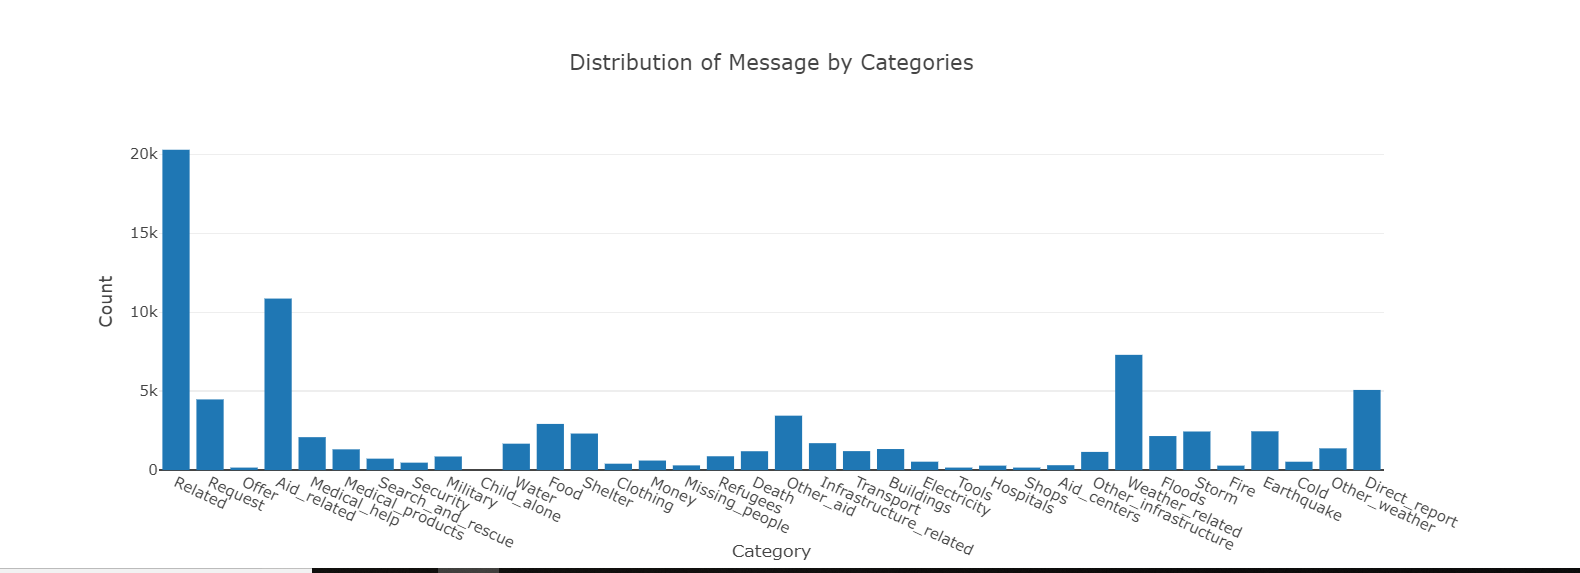 Distribution of Message by Categories
20k
15k
10k
5k
0
Count
Related
Request
Offer
Aid_related
Medical_help
Medical_products
Search_and_rescue
Security
Military
Child_alone
Water
Food
Shelter
Clothing
Money
Missing_people
Refugees
Death
Other_aid
Infrastructure_related
Transport
Buildings
Electricity
Tools
Hospitals
Shops
Aid_centers
Other_infrastructure
Weather_related
Floods
Storm
Fire
Earthquake
Cold
Other_weather
Direct_report
Category